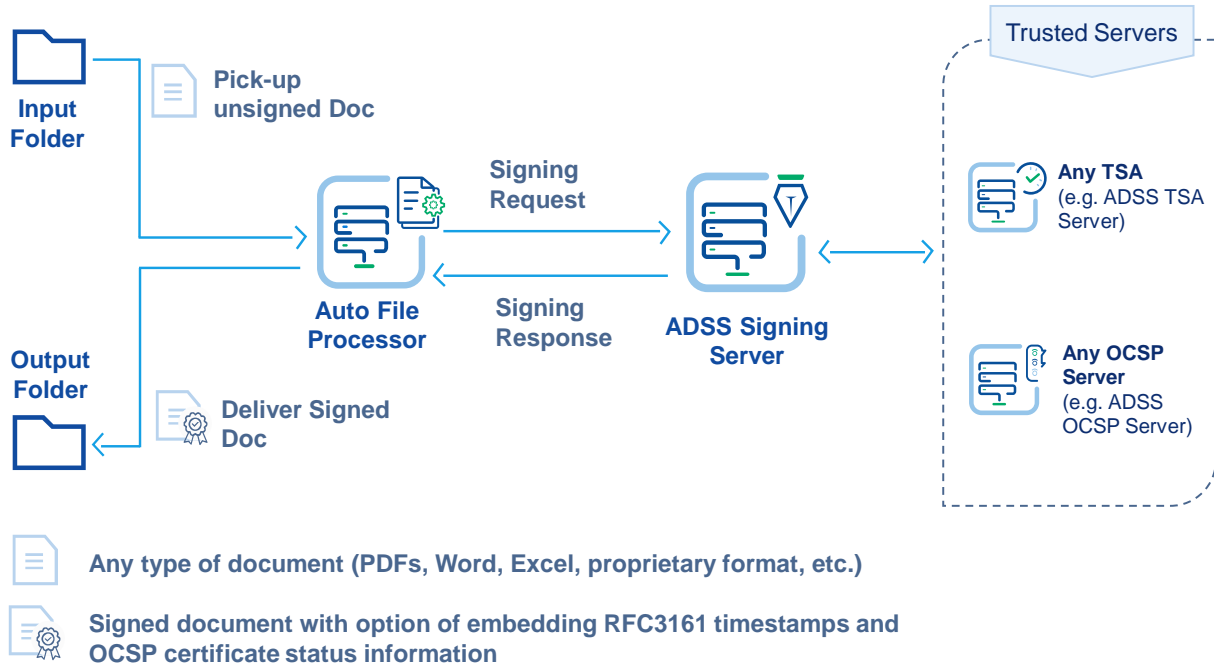 Trusted Servers
Input
Folder
Pick-up
unsigned Doc
Signing
Request
Any TSA
(e.g. ADSS TSA
Server)
Auto File
Processor
Signing
Response
ADSS Signing
Server
Output
Folder
Deliver Signed
Doc
Any OCSP
Server
(e.g. ADSS
OCSP Server)
Any type of document (PDFs, Word, Excel, proprietary format, etc.)
Signed document with option of embedding RFC3161 timestamps and
OCSP certificate status information